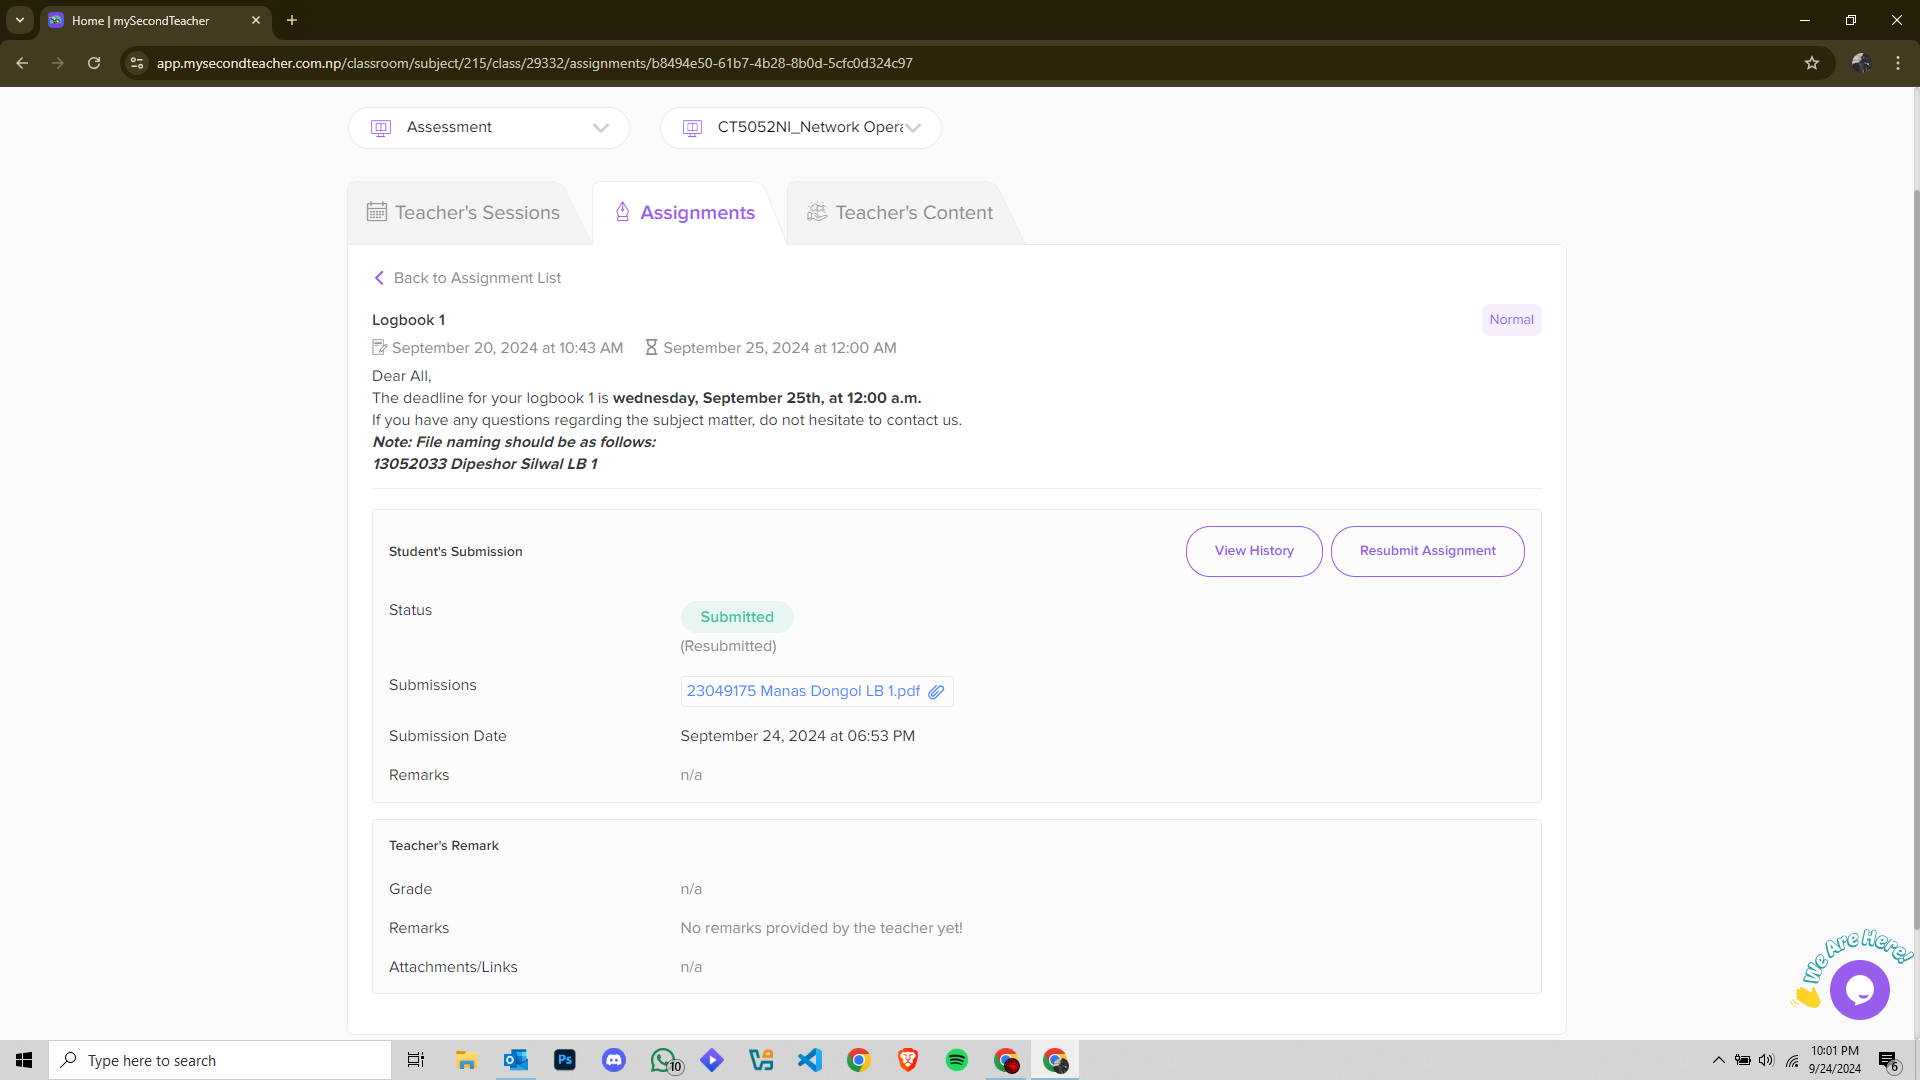 Home | mySecondTeacher
app.mysecondteacher.com.np/classroom/subject/215/class/29332/assignments/b8494e50-61b7-4b28-8b0d-5cfc0d324c97
Assessment
CT5052NI_Network Opera
Teacher's Sessions
Assignments
Teacher's Content
Back to Assignment List
Logbook 1
Normal
September 20, 2024 at 10:43 AM September 25, 2024 at 12:00 AM
Dear All,
The deadline for your logbook 1 is wednesday, September 25th, at 12:00 a.m.
If you have any questions regarding the subject matter, do not hesitate to contact us.
Note: File naming should be as follows:
13052033 Dipeshor Silwal LB 1
Student's Submission
View History
Resubmit Assignment
Status
Submitted
(Resubmitted)
Submissions
23049175 Manas Dongol LB 1.pdf
Submission Date
September 24, 2024 at 06:53 PM
Remarks
n/a
Teacher's Remark
Grade
n/a
Remarks
No remarks provided by the teacher yet!
Attachments/Links
n/a
We Are Here!
Type here to search
Ps
10
10:01 PM
9/24/2024
6